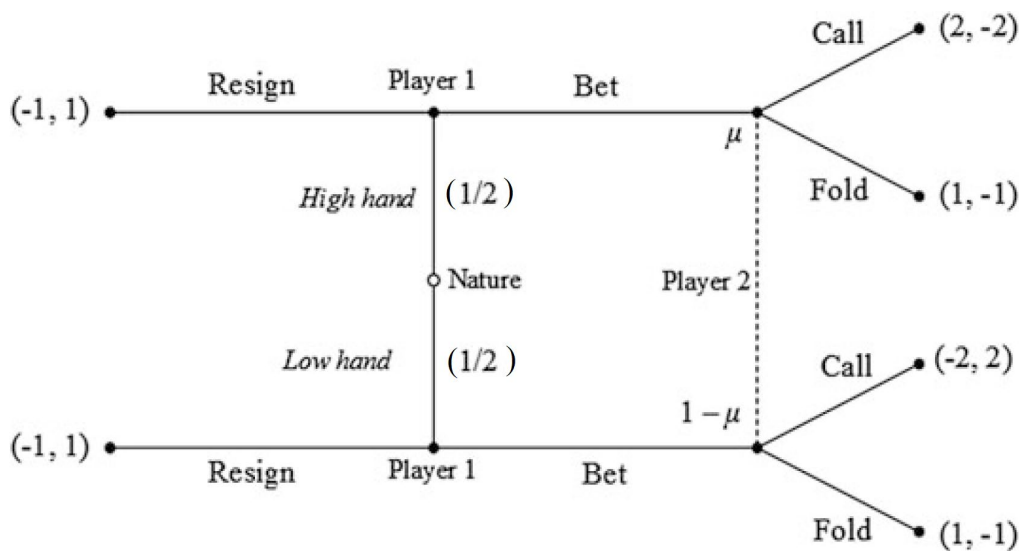 Call (2, -2)
Resign Player 1 Bet
(-1, 1)
μ
Fold (1, -1)
High hand (1/2 )
Nature Player 2
Low hand (1/2 )
Call (-2, 2)
1 − μ
(-1, 1)
Resign Player 1 Bet
Fold (1, -1)